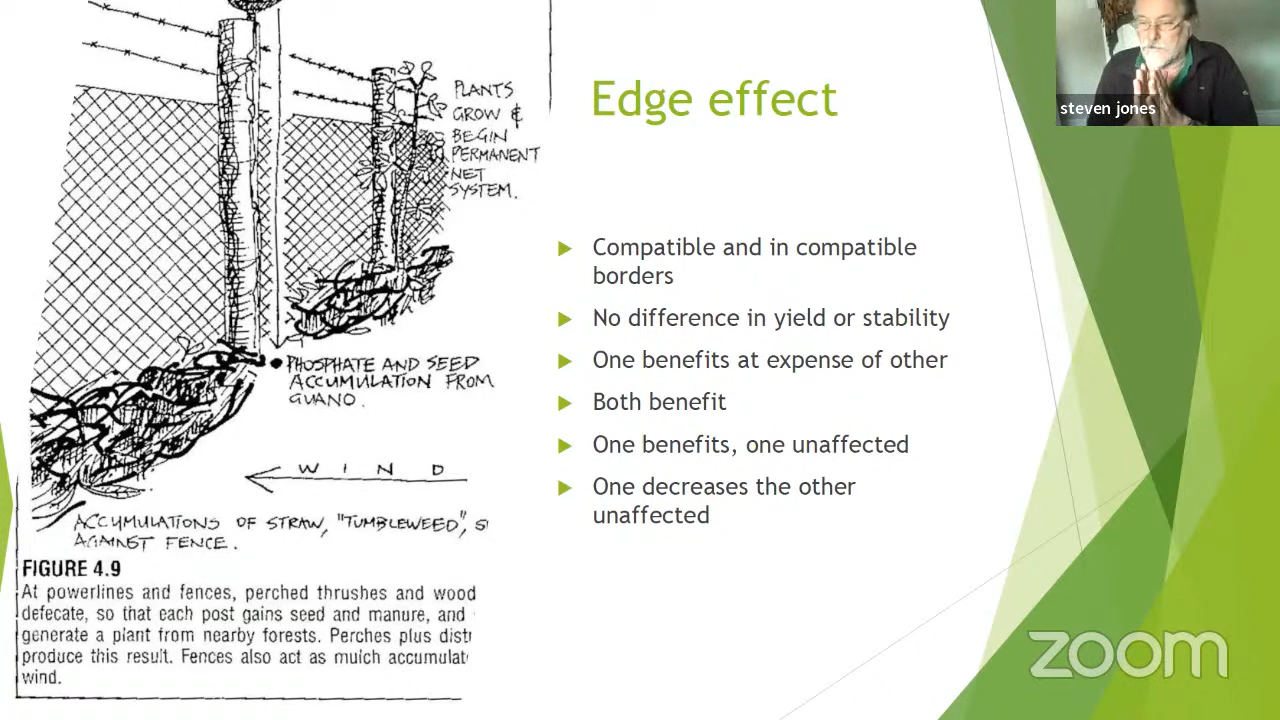 PLANTS
GROW &
BEGIN
PERMANENT
NET
SYSTEM.
PHOSPHATE AND SEED
ACCUMULATION FROM
GUANO.
WIND
ACCUMULATIONS OF STRAW, "TUMBLEWEED",
AGAINST FENCE.
FIGURE 4.9
At powerlines and fences, perched thrushes and wood
defecate, so that each post gains seed and manure, and
generate a plant from nearby forests. Perches plus
produce this result. Fences also act as mulch
wind.
Edge effect
Compatible and in compatible
borders
No difference in yield or stability
One benefits at expense of other
Both benefit
One benefits, one unaffected
One decreases the other
unaffected
steven jones
zoom